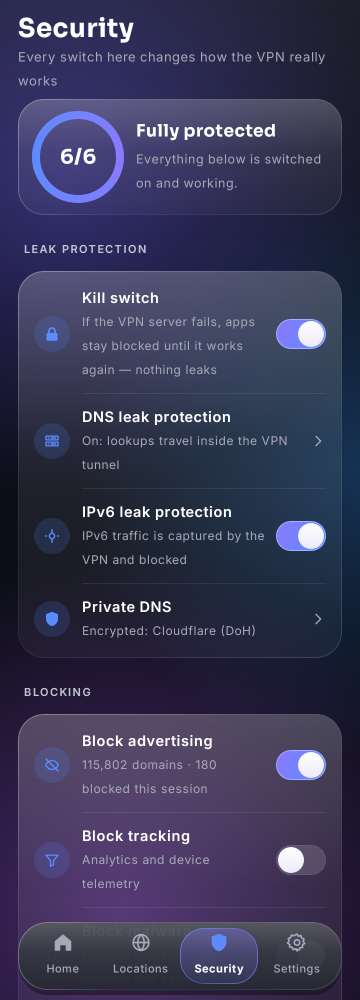 Security
Every switch here changes how the VPN really
works
6/6
Fully protected
Everything below is switched
on and working.
LEAK PROTECTION
Kill switch
If the VPN server fails, apps
stay blocked until it works
again — nothing leaks
DNS leak protection
On: lookups travel inside the VPN
tunnel
IPv6 leak protection
IPv6 traffic is captured by the
VPN and blocked
Private DNS
Encrypted: Cloudflare (DoH)
BLOCKING
Block advertising
115,802 domains · 180
blocked this session
Block tracking
Analytics and device
telemetry
Block malware
Home
Locations
Security
Settings